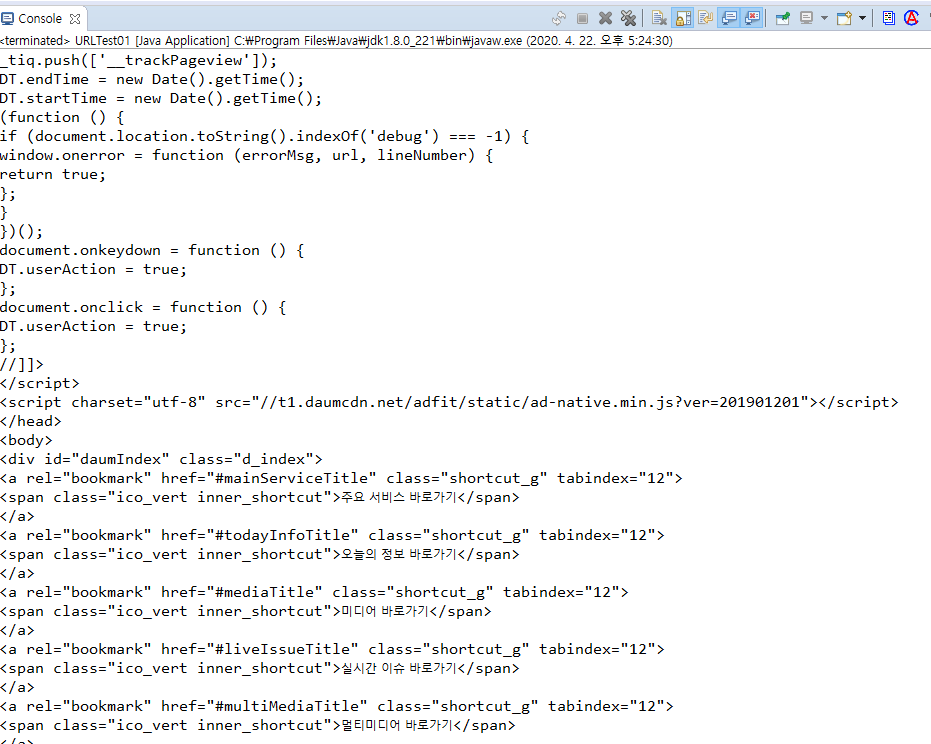 Console
<terminated> URLTest01 [Java Application] C:₩Program Files₩Java₩jdk1.8.0_221₩bin₩javaw.exe (2020. 4. 22. 오후 5:24:30)
_tiq.push(['__trackPageview']);
DT.endTime = new Date().getTime();
DT.startTime = new Date().getTime();
(function () {
if (document.location.toString().indexOf('debug') === -1) {
window.onerror = function (errorMsg, url, lineNumber) {
return true;
};
}
})();
document.onkeydown = function () {
DT.userAction = true;
};
document.onclick = function () {
DT.userAction = true;
};
//]]>
</script>
<script charset="utf-8" src="//t1.daumcdn.net/adfit/static/ad-native.min.js?ver=201901201"></script>
</head>
<body>
<div id="daumIndex" class="d_index">
<a rel="bookmark" href="#mainServiceTitle" class="shortcut_g" tabindex="12">
<span class="ico_vert inner_shortcut">주요 서비스 바로가기</span>
</a>
<a rel="bookmark" href="#todayInfoTitle" class="shortcut_g" tabindex="12">
<span class="ico_vert inner_shortcut">오늘의 정보 바로가기</span>
</a>
<a rel="bookmark" href="#mediaTitle" class="shortcut_g" tabindex="12">
<span class="ico_vert inner_shortcut">미디어 바로가기</span>
</a>
<a rel="bookmark" href="#liveIssueTitle" class="shortcut_g" tabindex="12">
<span class="ico_vert inner_shortcut">실시간 이슈 바로가기</span>
</a>
<a rel="bookmark" href="#multiMediaTitle" class="shortcut_g" tabindex="12">
<span class="ico_vert inner_shortcut">멀티미디어 바로가기</span>
</a>